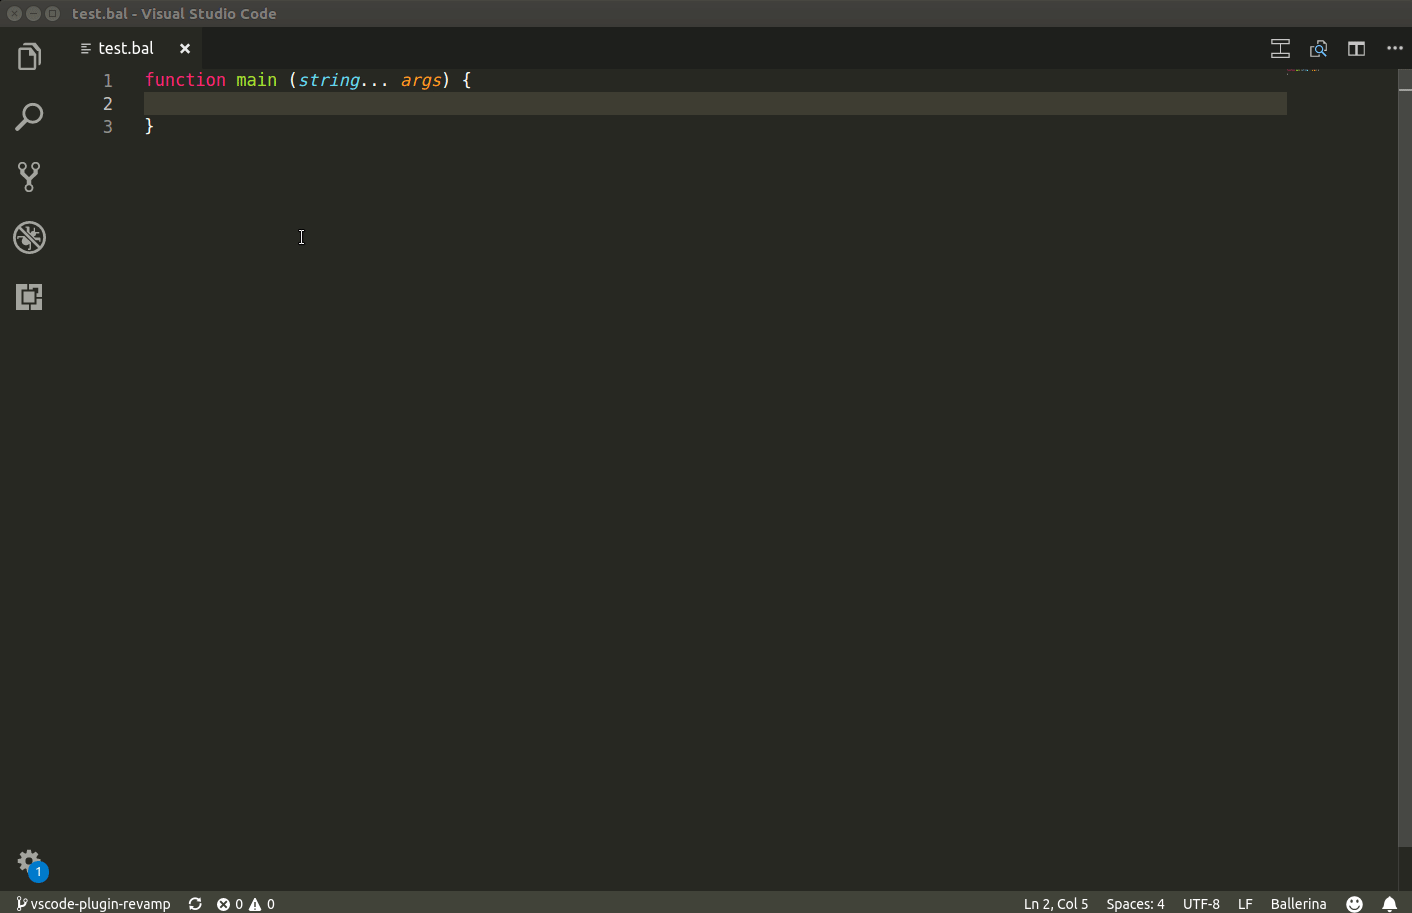 test.bal - Visual Studio Code
test.bal
1 function main (string... args) {
2
3 }
1
vscode-plugin-revamp 0 0 Ln 2, Col 5 Spaces: 4 UTF-8 LF Ballerina